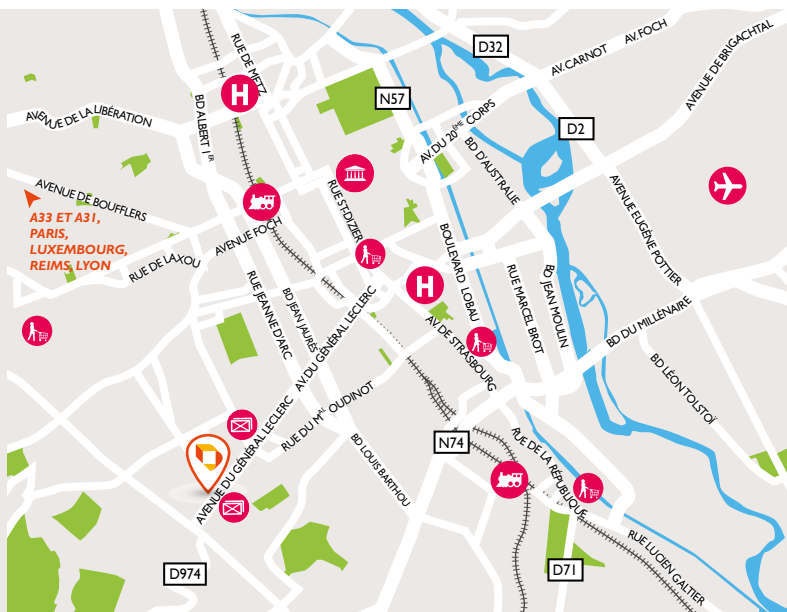 D32
AV. CARNOT
AV. FOCH
AVENUE DE BRIGACHTAL
RUE DE METZ
H
N57
AVENUE DE LA LIBÉRATION
BD ALBERT 1ER
AV. DU 20ÈME CORPS
D2
BD D'AUSTRALIE
AVENUE DE BOUFFLERS
A33 ET A31,
PARIS,
LUXEMBOURG,
REIMS, LYON
RUE ST-DIZIER
AVENUE FOCH
RUE DE LAXOU
BOULEVARD LOBAU
AVENUE EUGÈNE POTTIER
RUE MARCEL BROT
BD JEAN MOULIN
RUE JEANNE D'ARC
BD JEAN JAURÈS
AV. DU GÉNÉRAL LECLERC
H
AV. DE STRASBOURG
BD DU MILLÉNAIRE
BD LÉON TOLSTOÏ
RUE DU MAL OUDINOT
AVENUE DU GÉNÉRAL LECLERC
BD LOUIS BARTHOU
N74
RUE DE LA RÉPUBLIQUE
RUE LUCIEN GALTIER
D974
D71